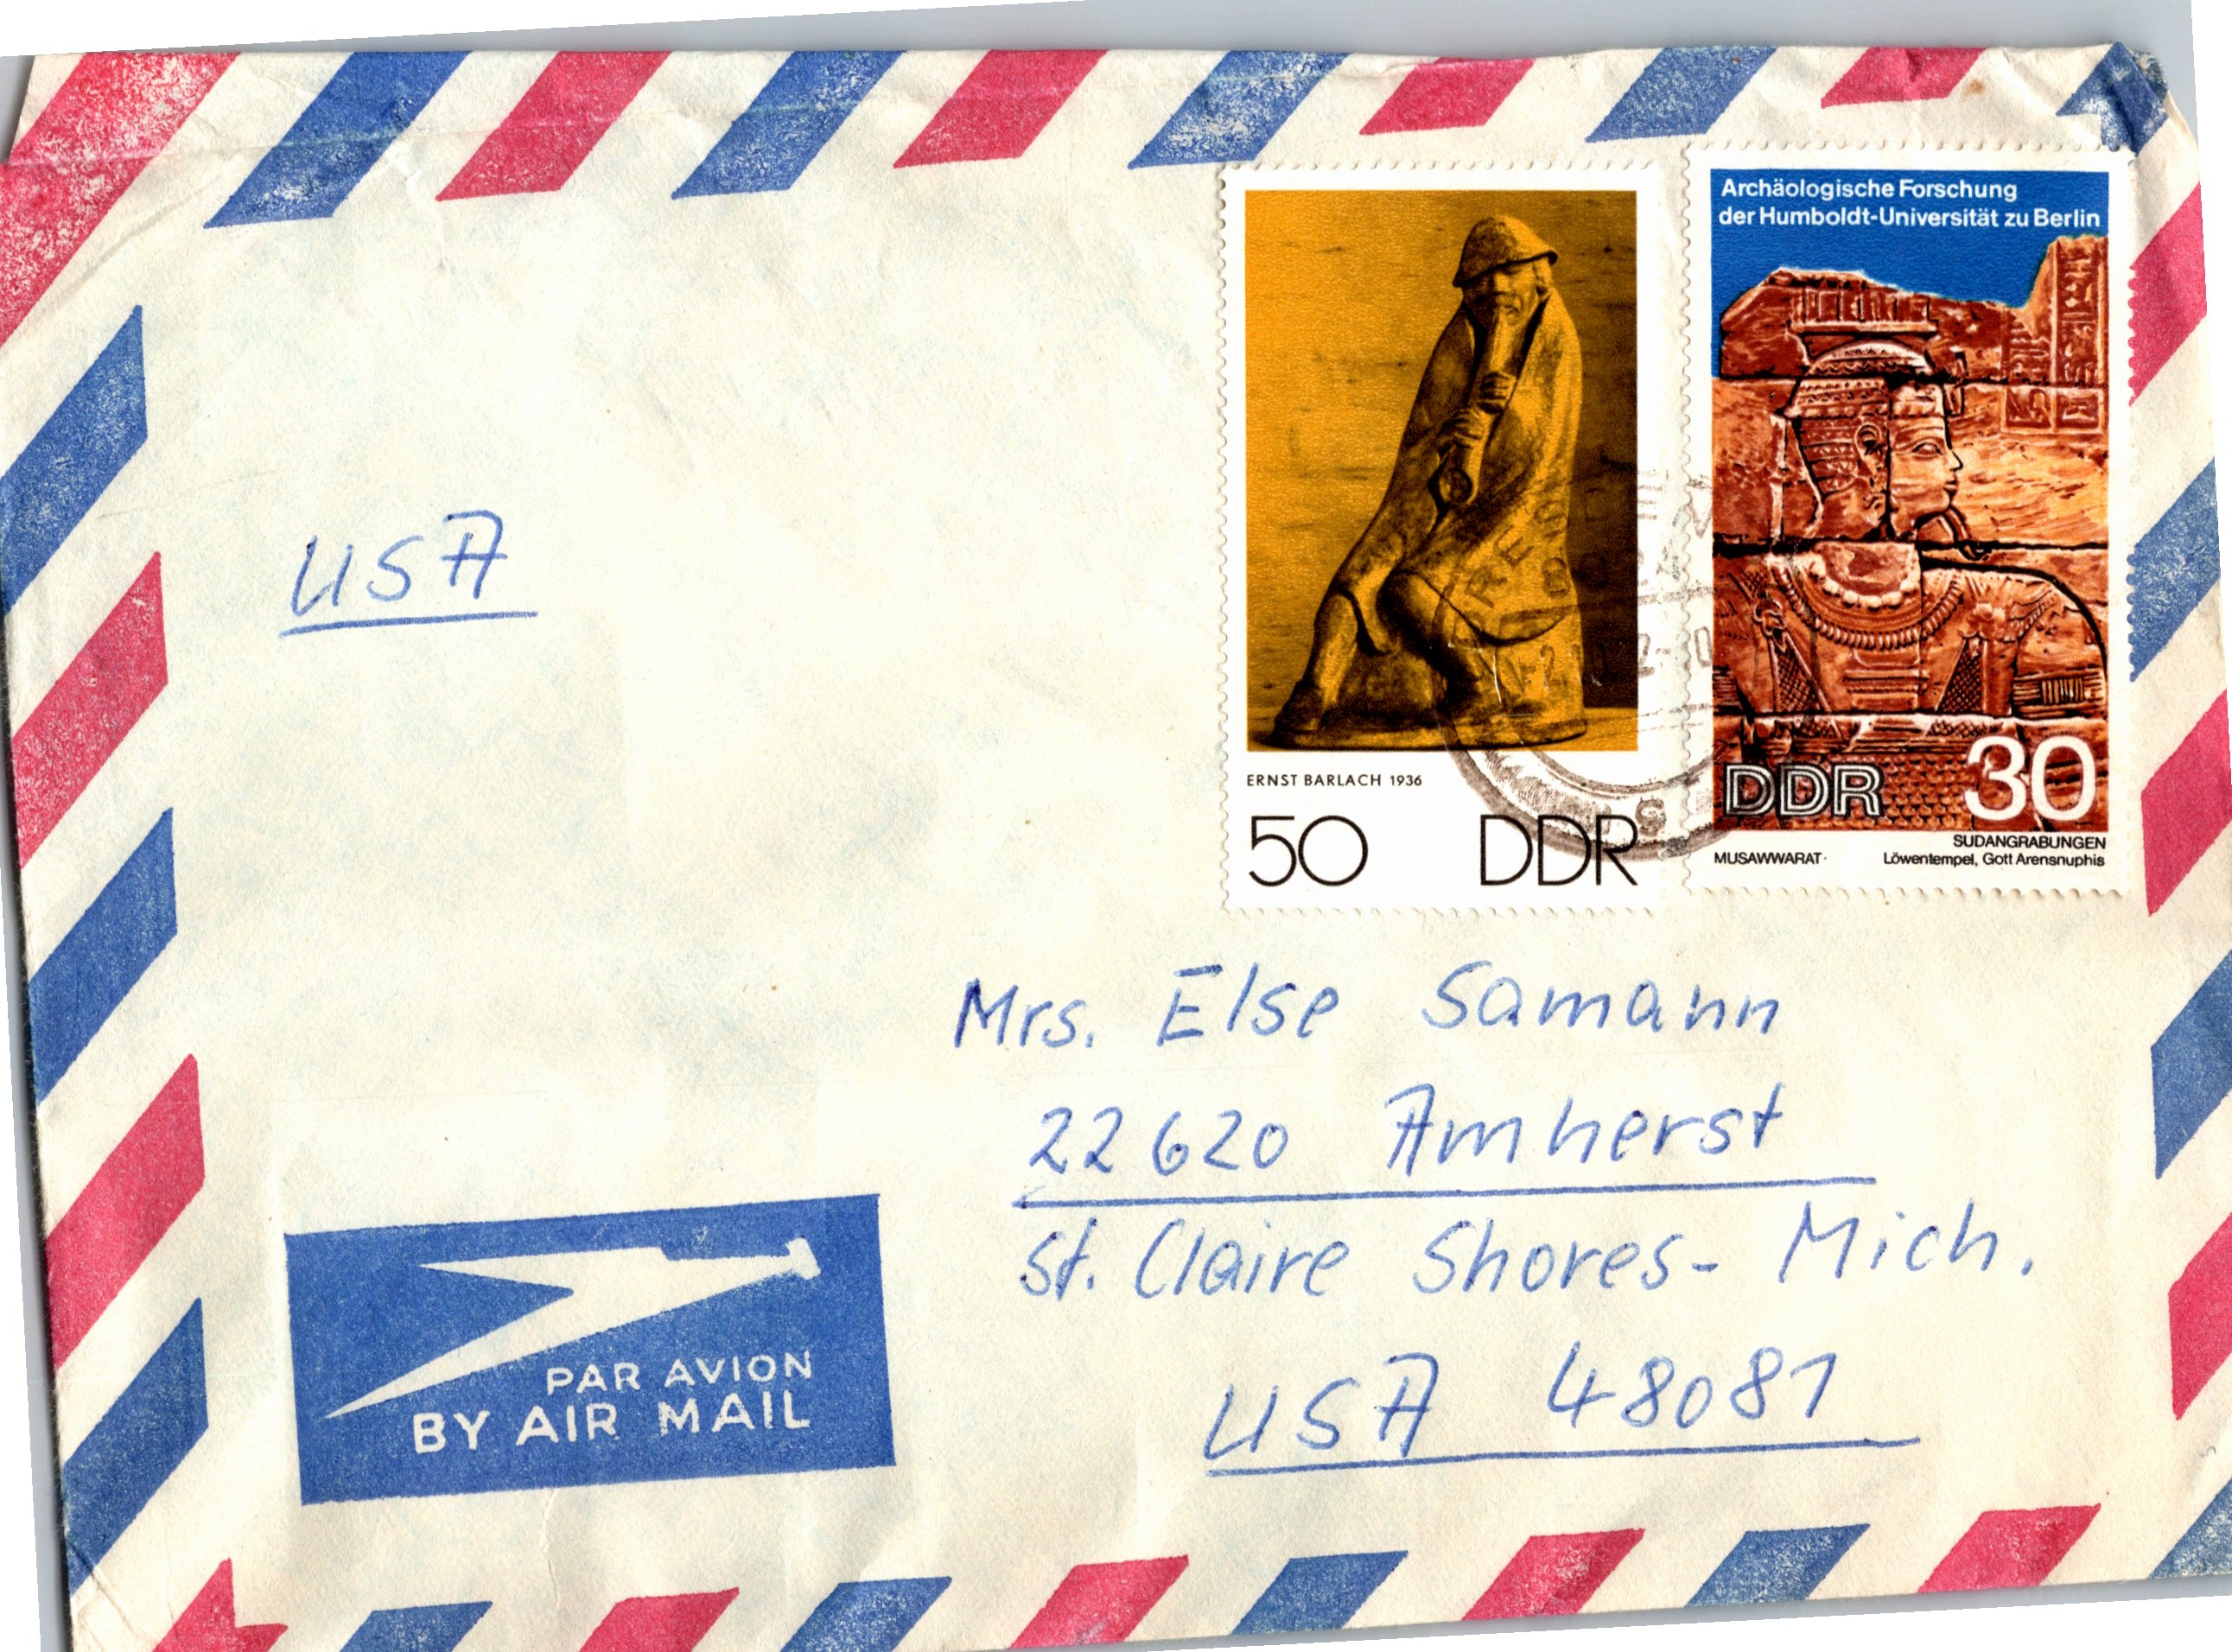 Archäologische Forschung
der Humboldt-Universität zu Berlin
USA
DDR 30
SUDANGRABUNGEN
MUSAWWARAT· Löwentempel, Gott Arensnuphis
ERNST BARLACH 1936
50 DDR
Mrs. Else Samann
22620 Amherst
St. Claire Shores- Mich.
USA 48081
PAR AVION
BY AIR MAIL